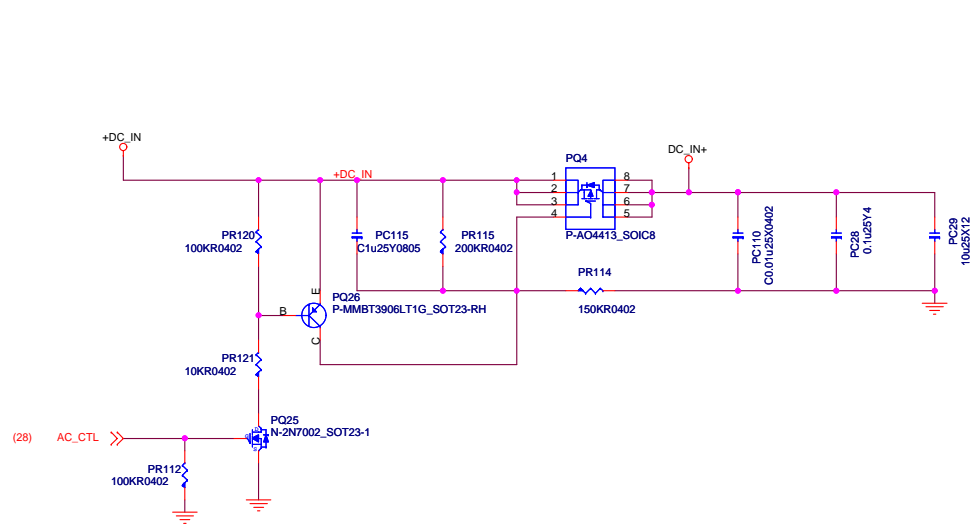 +DC_IN
DC_IN+
+DC_IN
PQ4
1
2
3
4
8
7
6
5
P-AO4413_SOIC8
PR120
100KR0402
PC115
C1u25Y0805
PR115
200KR0402
PC110
C0.01u25X0402
PC28
0.1u25Y4
PC29
10u25X12
PR114
150KR0402
E
B
C
PQ26
P-MMBT3906LT1G_SOT23-RH
PR121
10KR0402
PQ25
N-2N7002_SOT23-1
D
G
S
(28)
AC_CTL
PR112
100KR0402